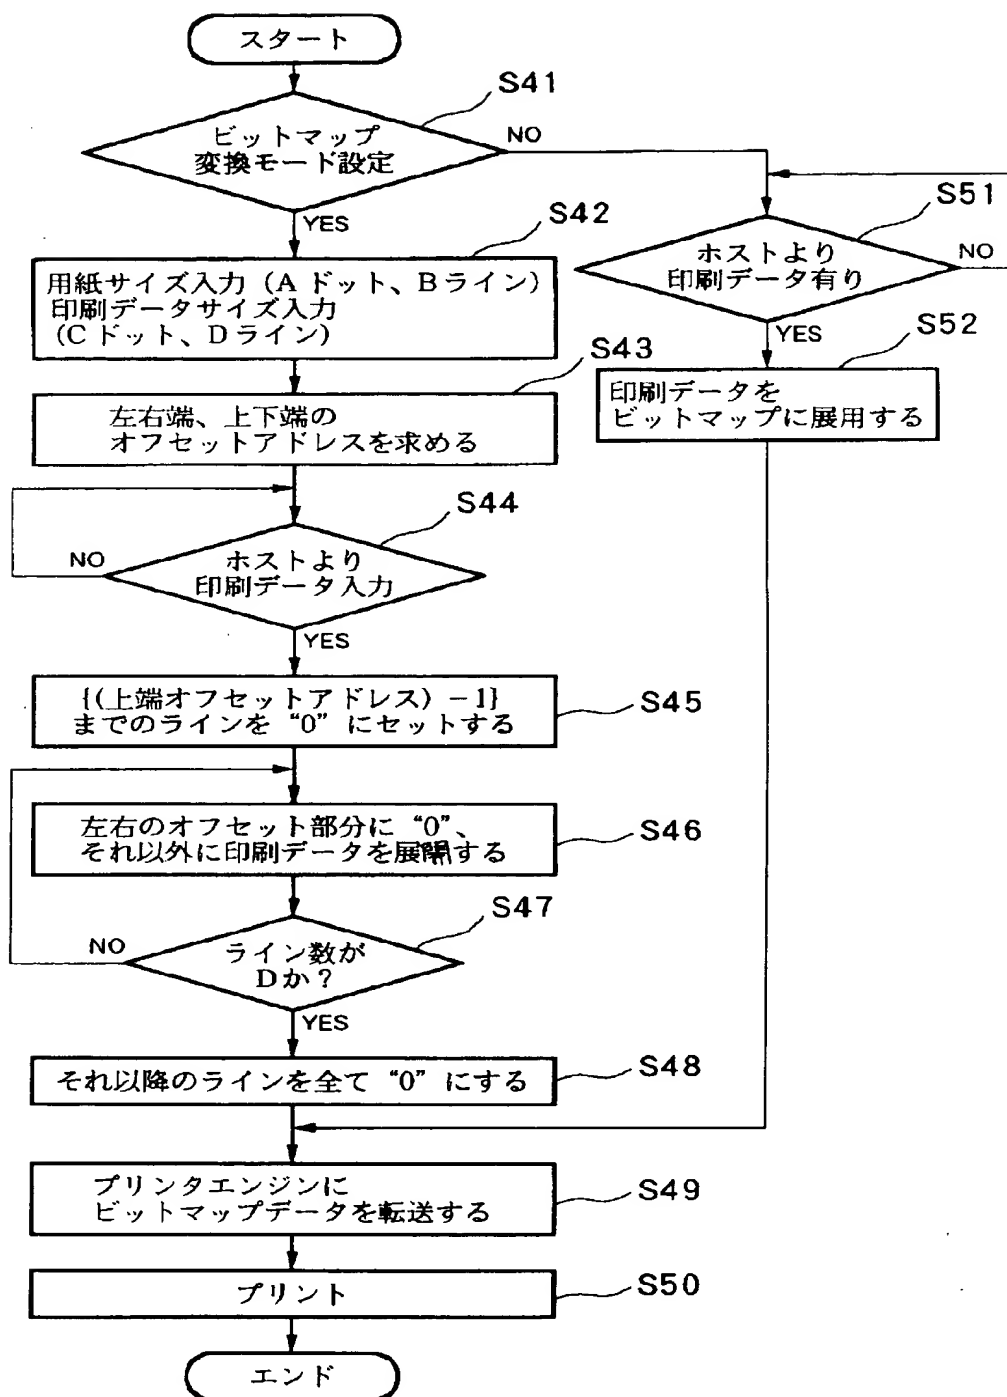 スタート
S41
ビットマップ
変換モード設定
NO
YES
S42
用紙サイズ入力（Aドット、Bライン）
印刷データサイズ入力
（Cドット、Dライン）
S43
左右端、上下端の
オフセットアドレスを求める
S44
ホストより
印刷データ入力
NO
YES
S45
{(上端オフセットアドレス) －1}
までのラインを “0” にセットする
S46
左右のオフセット部分に “0”、
それ以外に印刷データを展開する
S47
ライン数が
Dか？
NO
YES
S48
それ以降のラインを全て “0” にする
S49
プリンタエンジンに
ビットマップデータを転送する
S50
プリント
エンド
S51
ホストより
印刷データ有り
NO
YES
S52
印刷データを
ビットマップに展用する